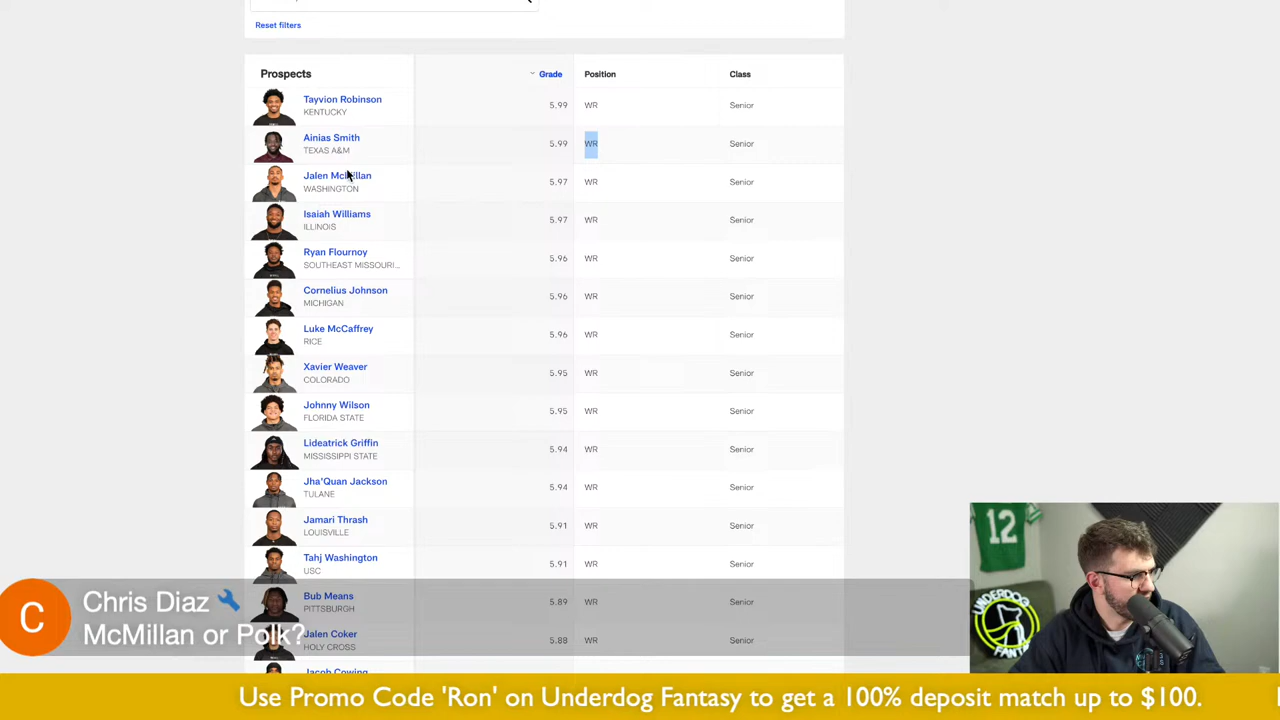 Reset filters
Prospects Grade Position Class
Tayvion Robinson
KENTUCKY
5.99 WR Senior
Ainias Smith
TEXAS A&M
5.99 WR Senior
Jalen McMillan
WASHINGTON
5.97 WR Senior
Isaiah Williams
ILLINOIS
5.97 WR Senior
Ryan Flournoy
SOUTHEAST MISSOURI...
5.96 WR Senior
Cornelius Johnson
MICHIGAN
5.96 WR Senior
Luke McCaffrey
RICE
5.96 WR Senior
Xavier Weaver
COLORADO
5.95 WR Senior
Johnny Wilson
FLORIDA STATE
5.95 WR Senior
Lideatrick Griffin
MISSISSIPPI STATE
5.94 WR Senior
Jha'Quan Jackson
TULANE
5.94 WR Senior
Jamari Thrash
LOUISVILLE
5.91 WR Senior
Tahj Washington
USC
5.91 WR Senior
Bub Means
PITTSBURGH
5.89 WR Senior
Jalen Coker
HOLY CROSS
5.88 WR Senior
Jacob Cowing
C
Chris Diaz
McMillan or Polk?
12
UNDERDOG
FANTASY
Use Promo Code 'Ron' on Underdog Fantasy to get a 100% deposit match up to $100.